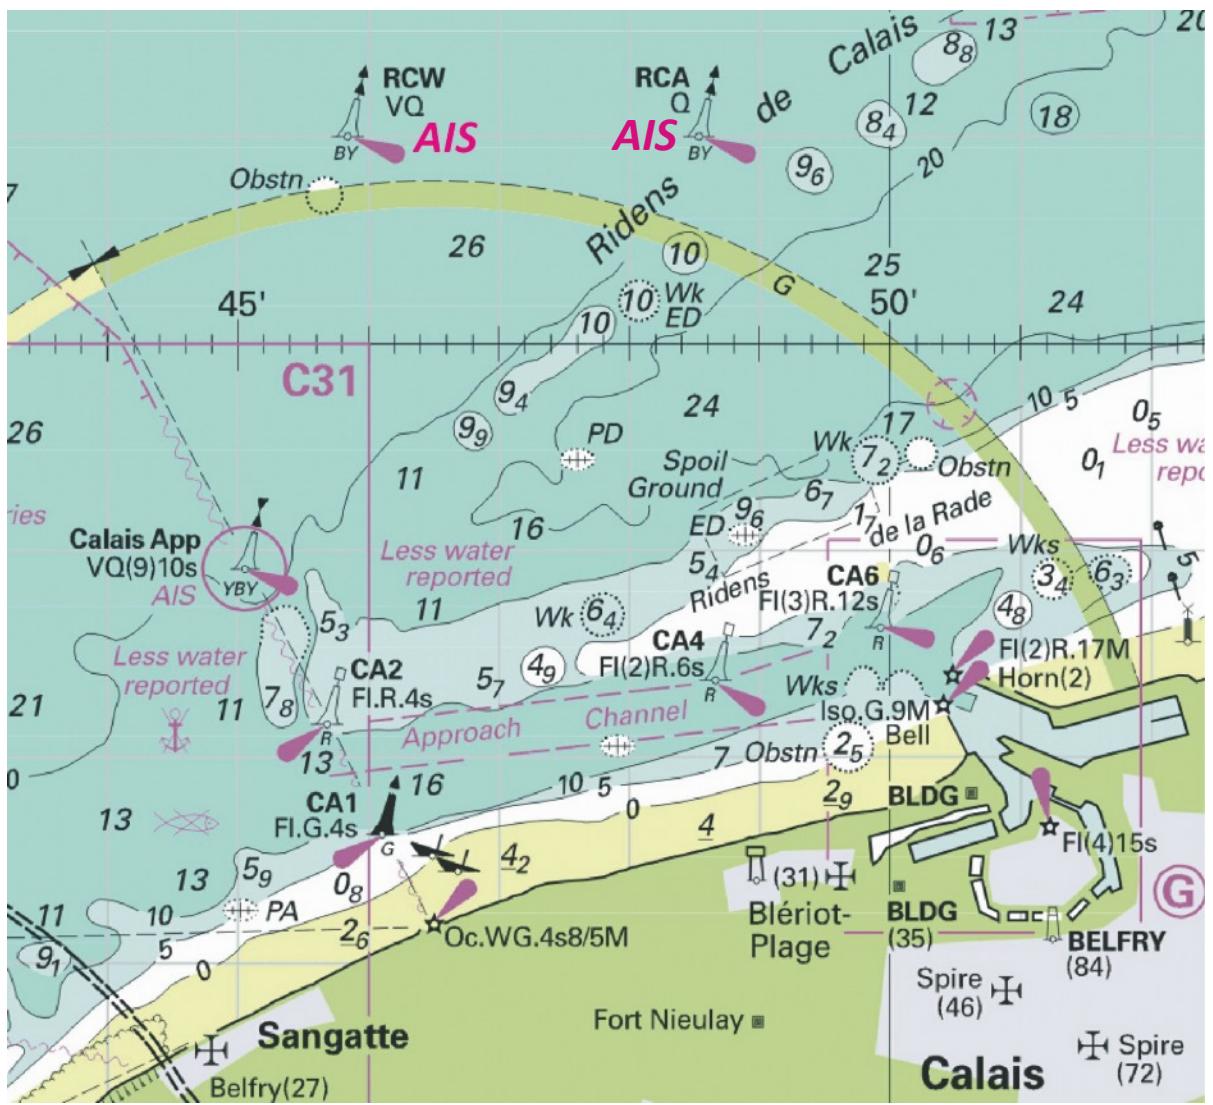 13
20
Calais
8₈
RCW
VQ
AIS
BY
RCA
Q
AIS
BY
de
8₄
12
18
9₆
20
7
Obstn
Ridens
26
10
G
25
45'
10
Wk
ED
10
50'
24
C31
9₄
9₉
24
26
PD
Wk
17
7₂
Obstn
10
5
0₅
0₁
Less wa
repo
11
Spoil
Ground
6₇
16
ED
9₆
1₇
de la Rade
ries
Calais App
VQ(9)10s
AIS
YBY
Less water
reported
5₄
Ridens
0₆
Wks
3₄
6₃
5
CA6
Fl(3)R.12s
R
4₈
5₃
11
Wk
6₄
CA4
Fl(2)R.6s
R
7₂
Less water
reported
CA2
Fl.R.4s
R
5₇
4₉
Fl(2)R.17M
Horn(2)
21
11
7₈
Wks
Iso.G.9M
Bell
Approach
Channel
13
0
16
7
Obstn
2₅
CA1
Fl.G.4s
G
10
5
0
2₉
BLDG
13
4
4₂
Fl(4)15s
13
5₉
0₈
(31)
BLDG
(35)
Blériot-
Plage
G
11
10
PA
2₆
Oc.WG.4s8/5M
BELFRY
(84)
9₁
5
0
Spire
(46)
Fort Nieulay
Sangatte
Belfry(27)
Calais
Spire
(72)